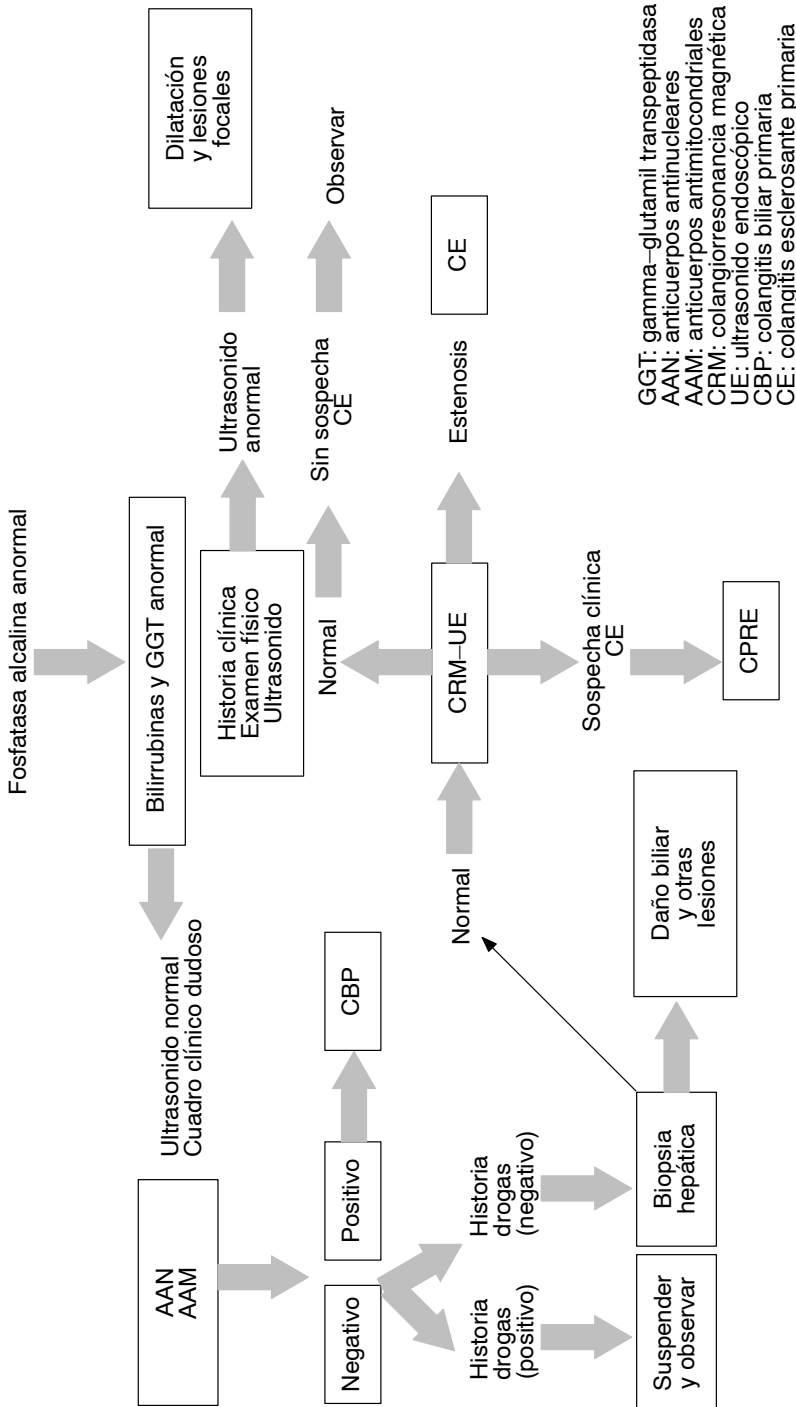 Fosfatasa alcalina anormal
Bilirrubinas y GGT anormal
Historia clínica
Examen físico
Ultrasonido
Ultrasonido
anormal
Dilatación
y lesiones
focales
Ultrasonido normal
Cuadro clínico dudoso
AAN
AAM
Negativo
Positivo
CBP
Historia
drogas
(positivo)
Historia
drogas
(negativo)
Suspender
y observar
Biopsia
hepática
Daño biliar
y otras
lesiones
Normal
CRM–UE
Normal
Sin sospecha
CE
Observar
Estenosis
CE
Sospecha clínica
CE
CPRE
GGT: gamma–glutamil transpeptidasa
AAN: anticuerpos antinucleares
AAM: anticuerpos antimitocondriales
CRM: colangiorresonancia magnética
UE: ultrasonido endoscópico
CBP: colangitis biliar primaria
CE: colangitis esclerosante primaria